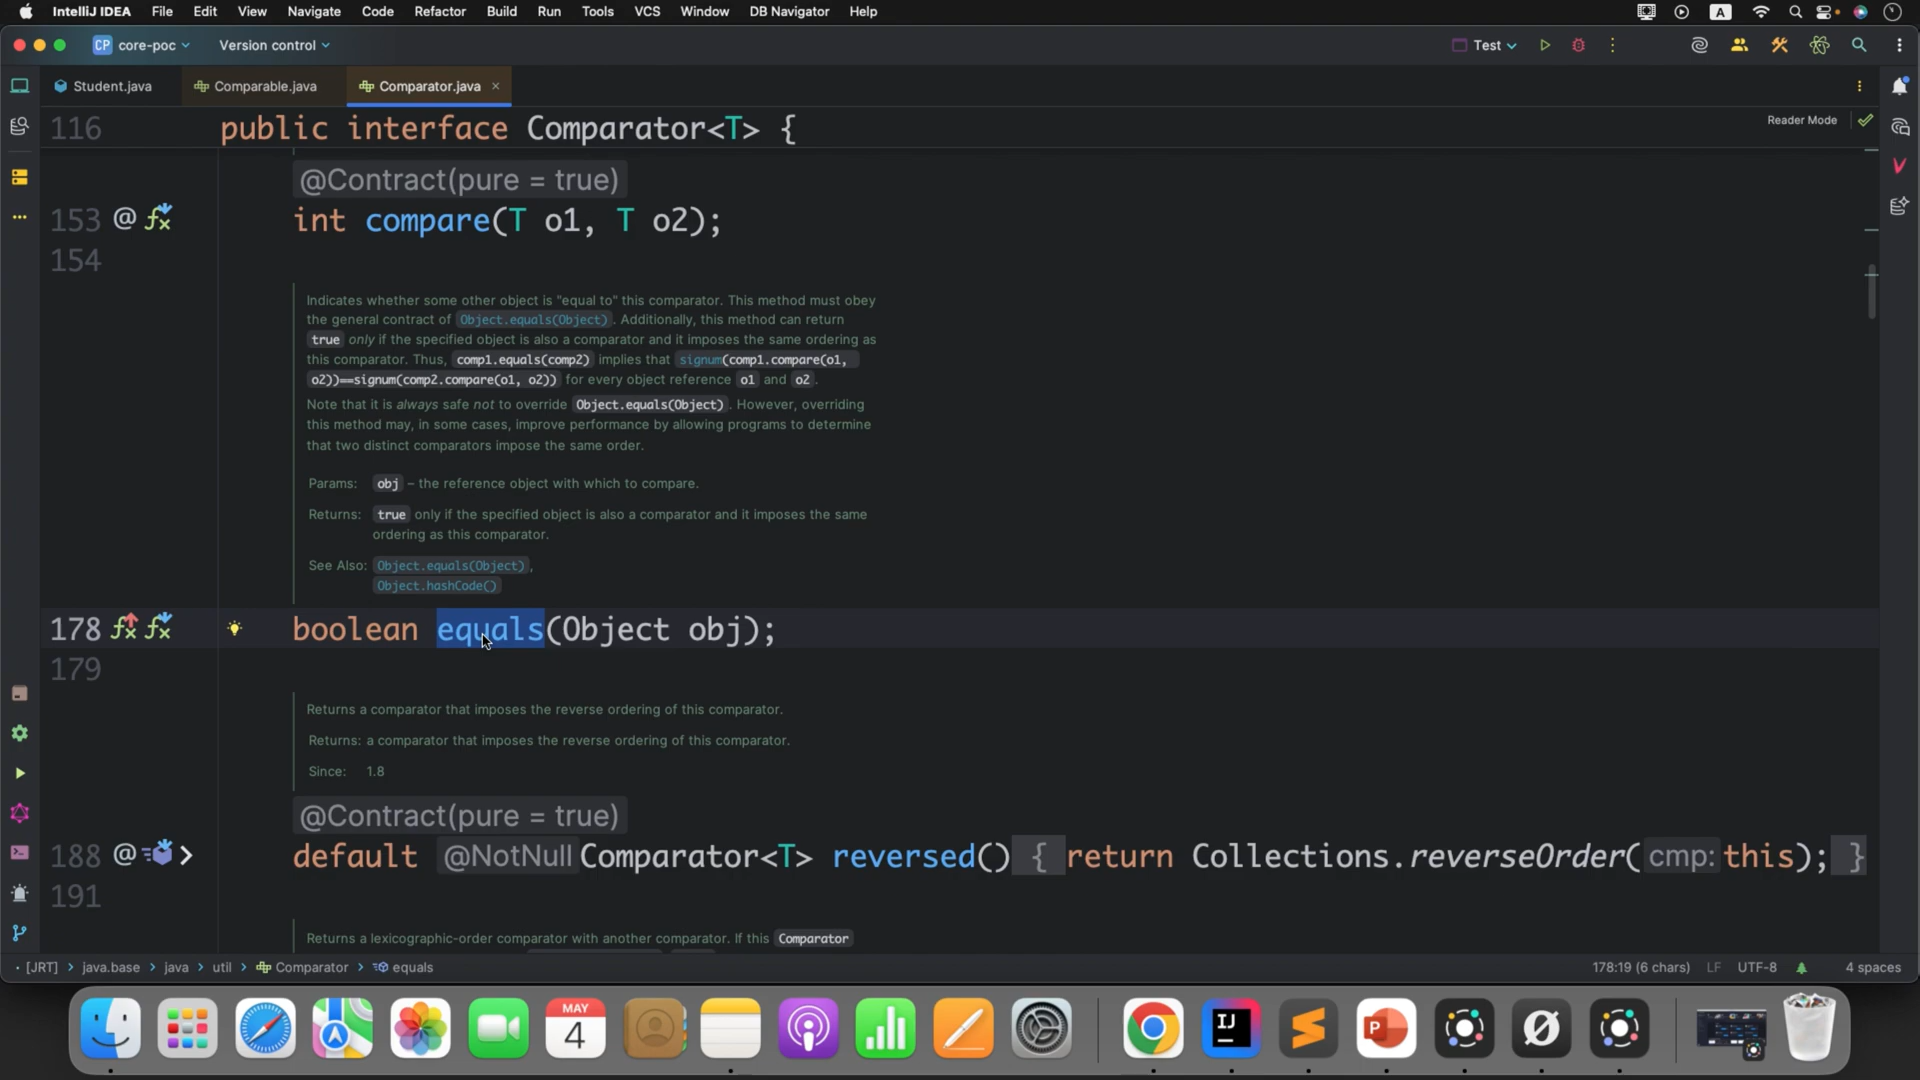 IntelliJ IDEA File Edit View Navigate Code Refactor Build Run Tools VCS Window DB Navigator Help A
CP core-poc Version control Test
Student.java Comparable.java Comparator.java ×
116 public interface Comparator<T> { Reader Mode
@Contract(pure = true)
153 @ int compare(T o1, T o2);
154
Indicates whether some other object is "equal to" this comparator. This method must obey
the general contract of Object.equals(Object) . Additionally, this method can return
true only if the specified object is also a comparator and it imposes the same ordering as
this comparator. Thus, comp1.equals(comp2) implies that signum(comp1.compare(o1,
o2))==signum(comp2.compare(o1, o2)) for every object reference o1 and o2 .
Note that it is always safe not to override Object.equals(Object) . However, overriding
this method may, in some cases, improve performance by allowing programs to determine
that two distinct comparators impose the same order.
Params: obj – the reference object with which to compare.
Returns: true only if the specified object is also a comparator and it imposes the same
ordering as this comparator.
See Also: Object.equals(Object) ,
Object.hashCode()
178 boolean equals(Object obj);
179
Returns a comparator that imposes the reverse ordering of this comparator.
Returns: a comparator that imposes the reverse ordering of this comparator.
Since: 1.8
@Contract(pure = true)
188 @ default @NotNull Comparator<T> reversed() { return Collections.reverseOrder( cmp: this); }
191
Returns a lexicographic-order comparator with another comparator. If this Comparator
[JRT] > java.base > java > util > Comparator > equals 178:19 (6 chars) LF UTF-8 4 spaces
MAY
4
IJ
P